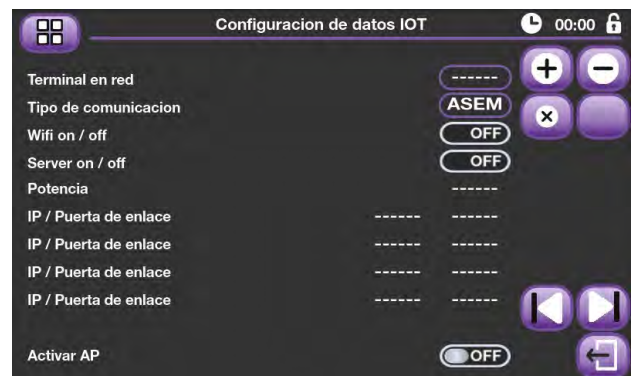 Configuracion de datos IOT 00:00
Terminal en red ------
Tipo de comunicacion ASEM
Wifi on / off OFF
Server on / off OFF
Potencia ------
IP / Puerta de enlace ------ ------
IP / Puerta de enlace ------ ------
IP / Puerta de enlace ------ ------
IP / Puerta de enlace ------ ------
Activar AP OFF